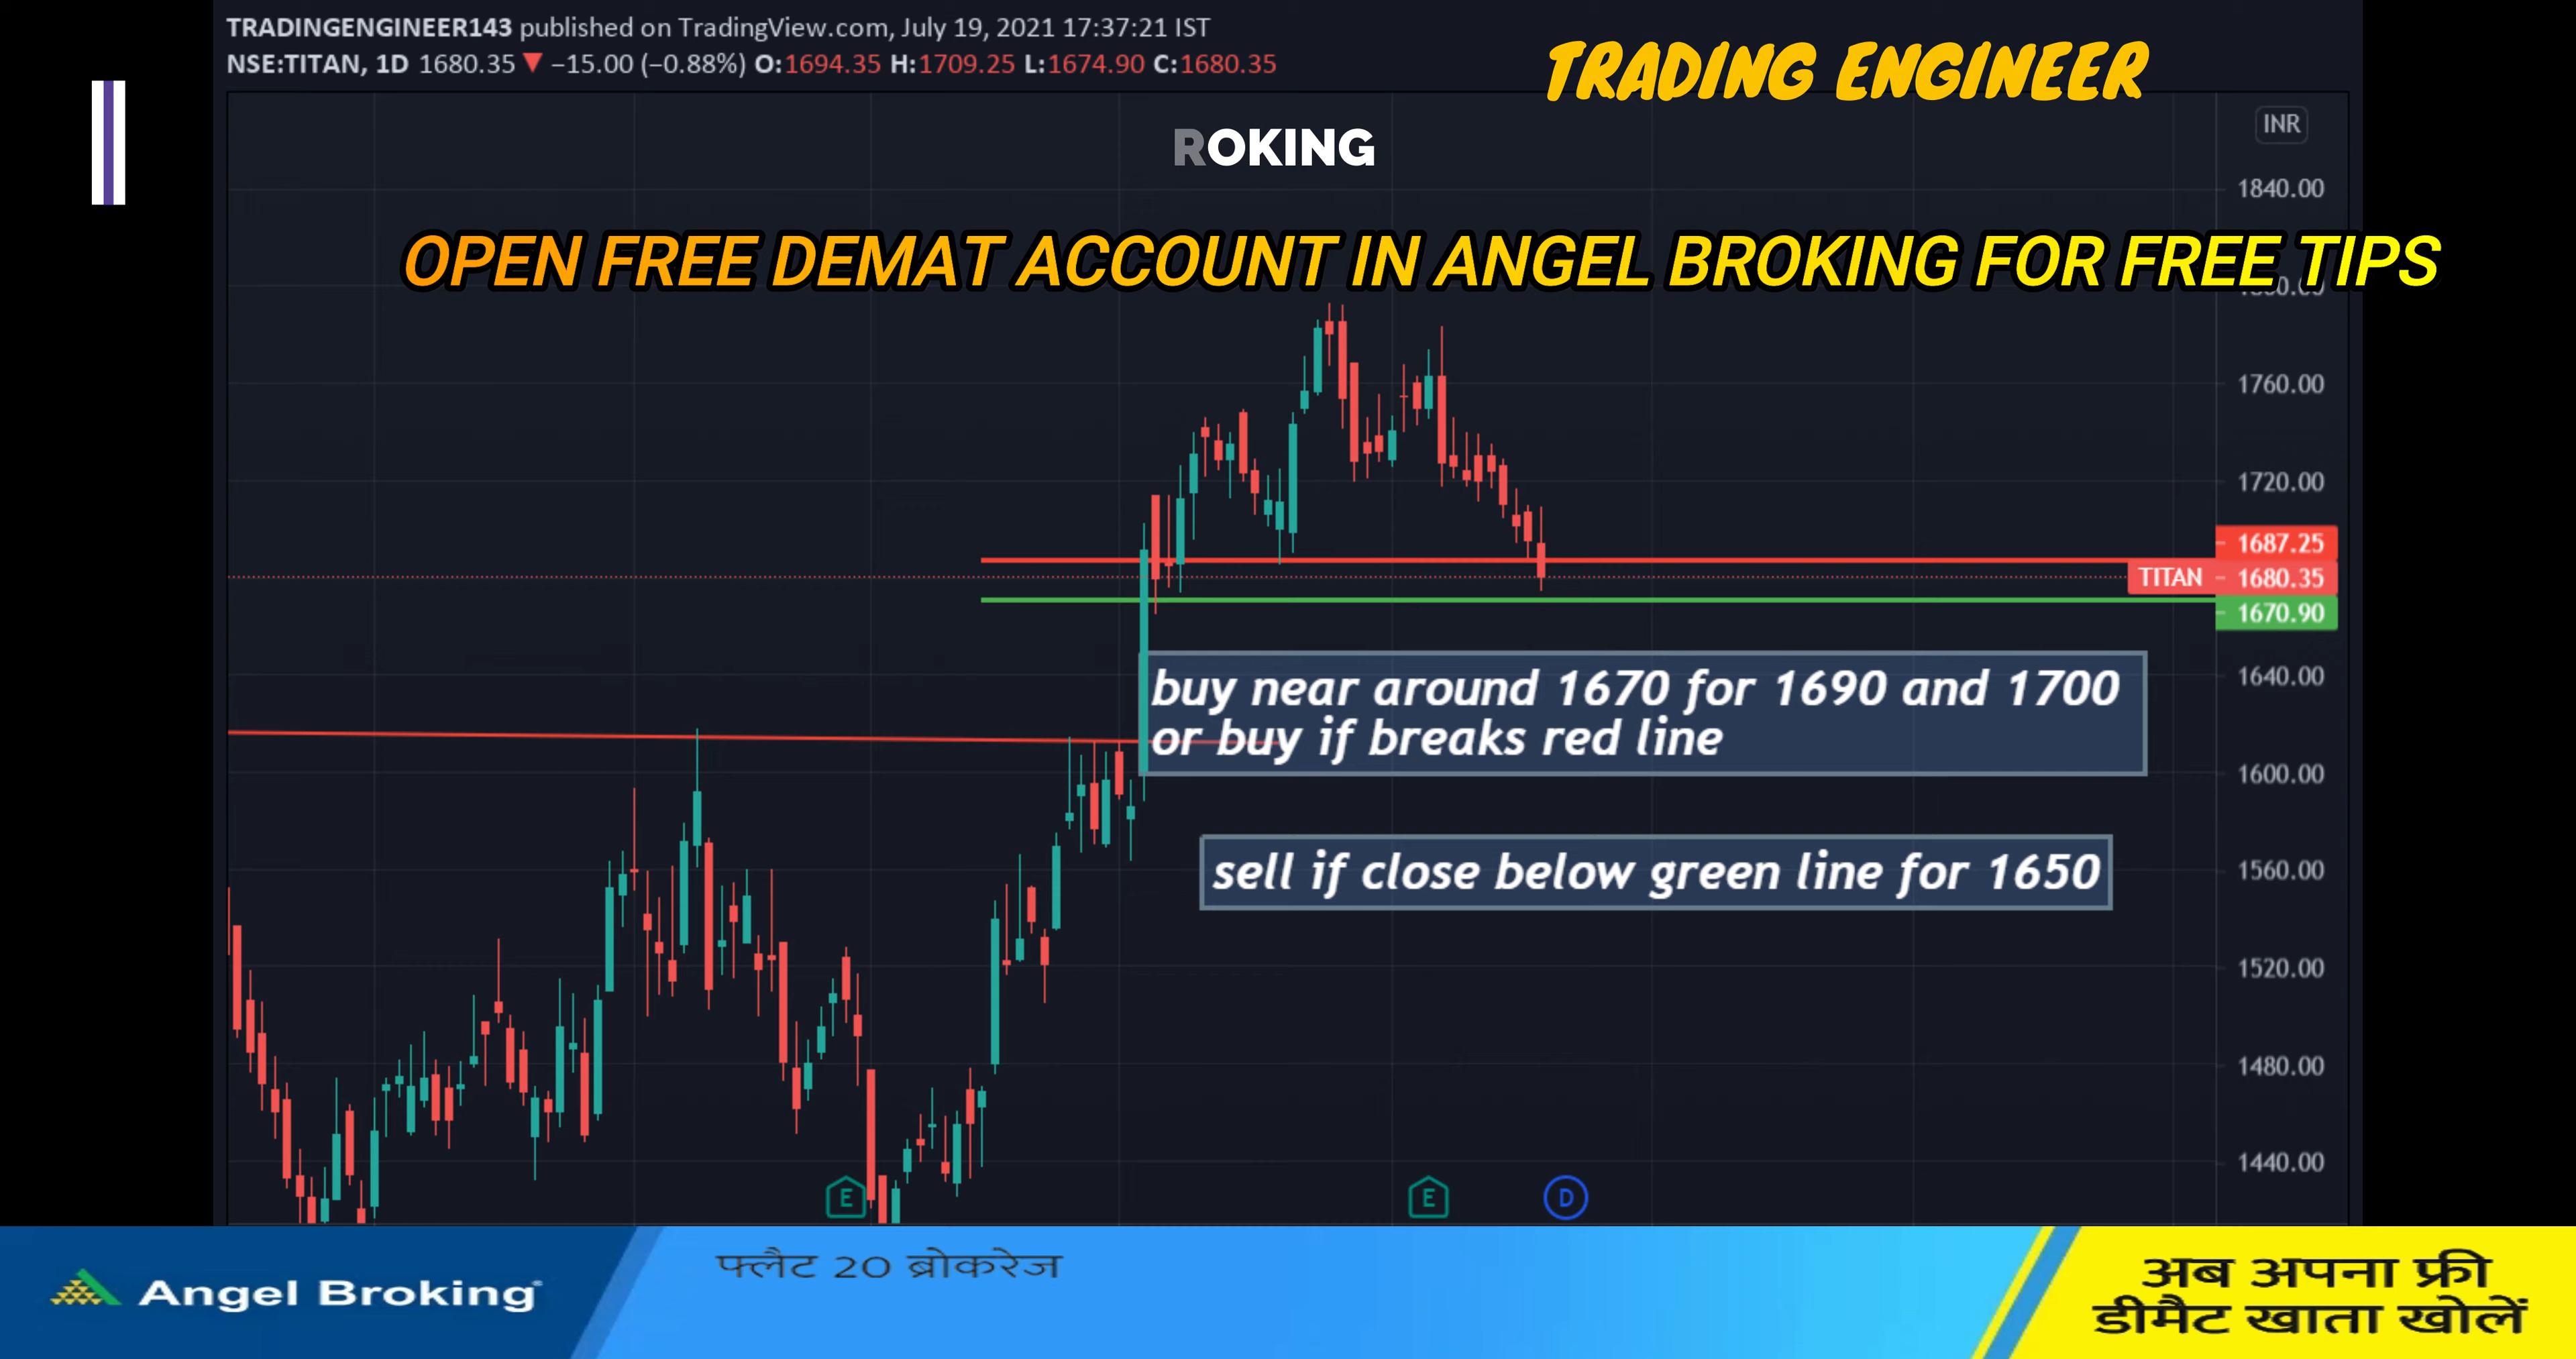 TRADINGENGINEER143 published on TradingView.com, July 19, 2021 17:37:21 IST
NSE:TITAN, 1D 1680.35 ▼ −15.00 (−0.88%) O:1694.35 H:1709.25 L:1674.90 C:1680.35
TRADING ENGINEER
INR
ROKING
1840.00
OPEN FREE DEMAT ACCOUNT IN ANGEL BROKING FOR FREE TIPS
1760.00
1720.00
1687.25
TITAN 1680.35
1670.90
buy near around 1670 for 1690 and 1700
or buy if breaks red line
1640.00
1600.00
sell if close below green line for 1650
1560.00
1520.00
1480.00
1440.00
E
E
D
Angel Broking
फ्लैट 20 ब्रोकरेज
अब अपना फ्री
डीमैट खाता खोलें